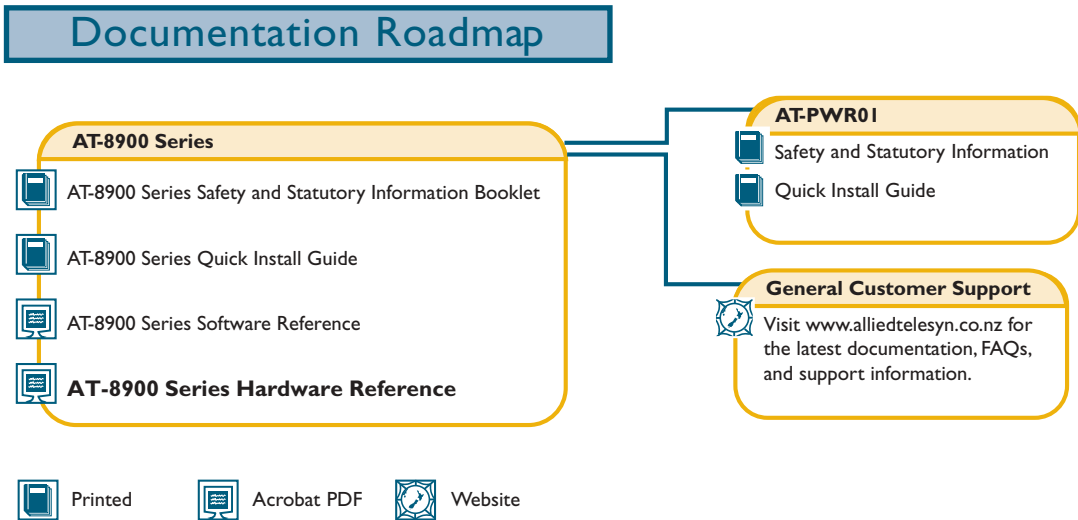 Documentation Roadmap
AT-8900 Series
AT-8900 Series Safety and Statutory Information Booklet
AT-8900 Series Quick Install Guide
AT-8900 Series Software Reference
AT-8900 Series Hardware Reference
AT-PWR01
Safety and Statutory Information
Quick Install Guide
General Customer Support
Visit www.alliedtelesyn.co.nz for
the latest documentation, FAQs,
and support information.
Printed
Acrobat PDF
Website